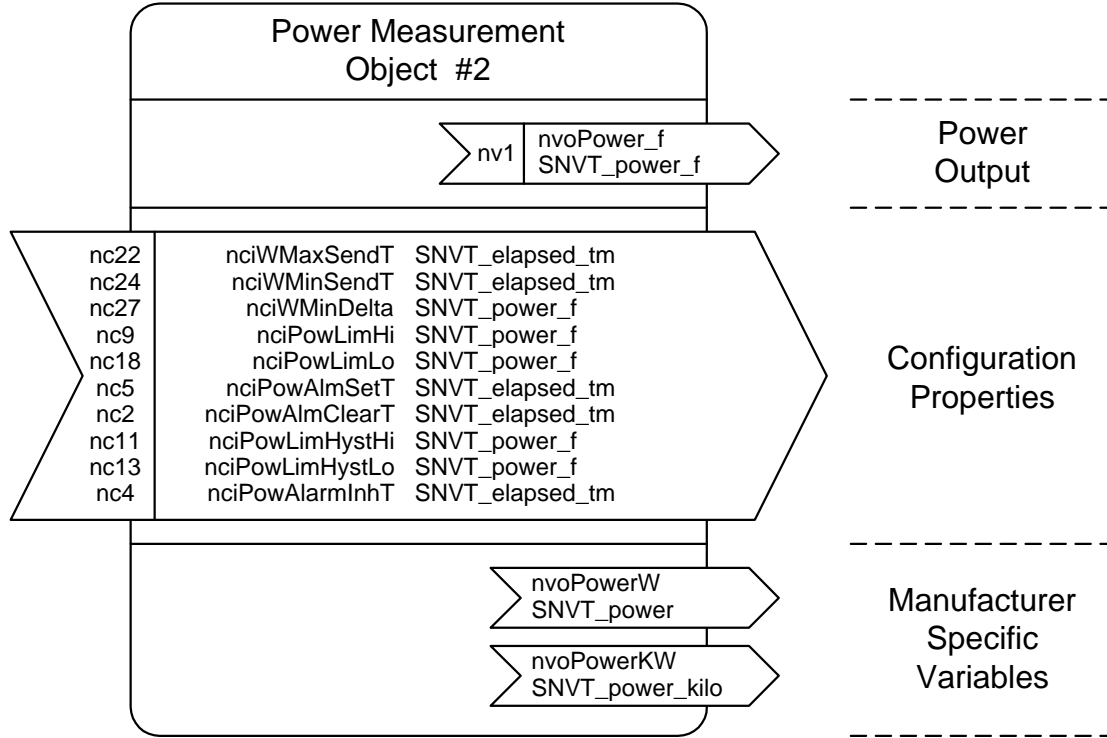 Power Measurement
Object #2
nv1 nvoPower_f
SNVT_power_f
Power
Output
nc22 nciWMaxSendT SNVT_elapsed_tm
nc24 nciWMinSendT SNVT_elapsed_tm
nc27 nciWMinDelta SNVT_power_f
nc9 nciPowLimHi SNVT_power_f
nc18 nciPowLimLo SNVT_power_f
nc5 nciPowAlmSetT SNVT_elapsed_tm
nc2 nciPowAlmClearT SNVT_elapsed_tm
nc11 nciPowLimHystHi SNVT_power_f
nc13 nciPowLimHystLo SNVT_power_f
nc4 nciPowAlarmInhT SNVT_elapsed_tm
Configuration
Properties
nvoPowerW
SNVT_power
nvoPowerKW
SNVT_power_kilo
Manufacturer
Specific
Variables